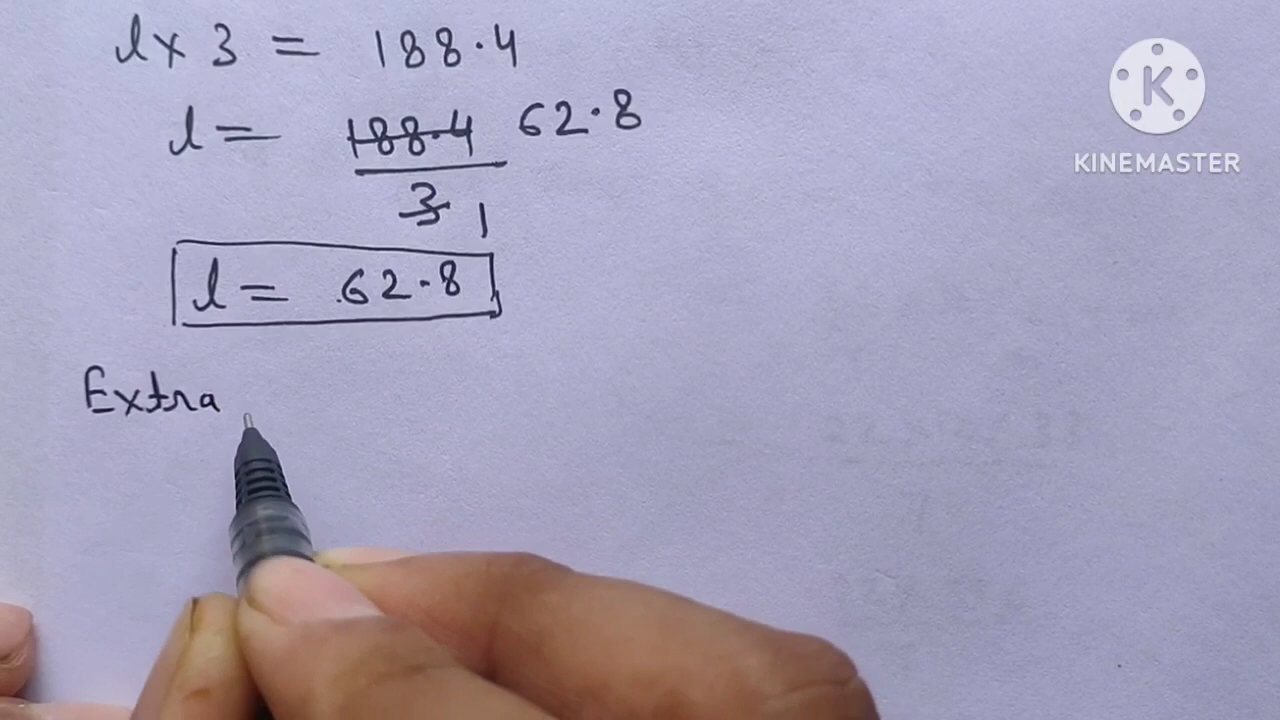 l x 3 = 188.4
l = 188.4 62.8
3 1
l = 62.8
Extra
K
KINEMASTER